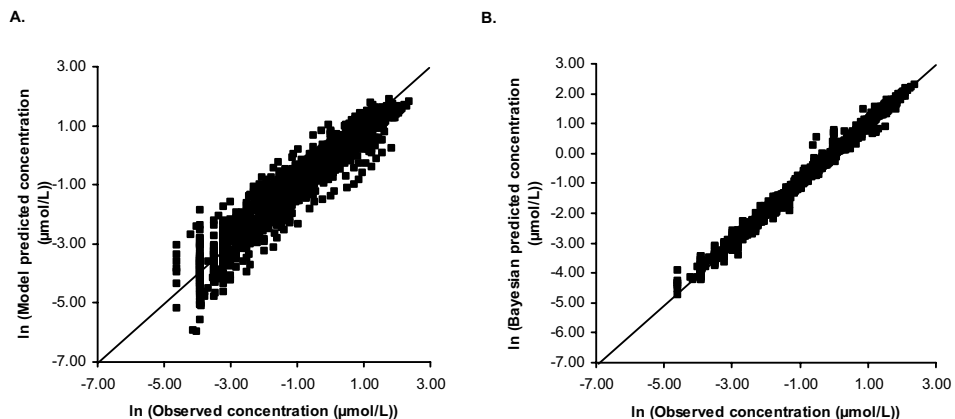 A.
ln (Model predicted concentration
(µmol/L))
3.00
1.00
-1.00
-3.00
-5.00
-7.00
-7.00 -5.00 -3.00 -1.00 1.00 3.00
ln (Observed concentration (µmol/L))
B.
ln (Bayesian predicted concentration
(µmol/L))
3.00
2.00
1.00
0.00
-1.00
-2.00
-3.00
-4.00
-5.00
-6.00
-7.00
-7.00 -5.00 -3.00 -1.00 1.00 3.00
ln (Observed concentration (µmol/L))